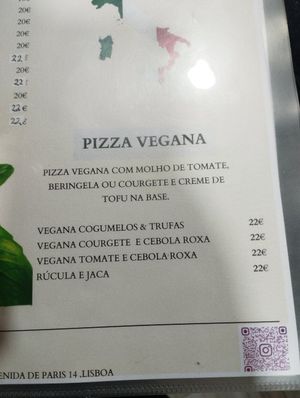 20€
20€
20€
20€
22€
20€
22€
20€
22€
22€
PIZZA VEGANA
PIZZA VEGANA COM MOLHO DE TOMATE,
BERINGELA OU COURGETE E CREME DE
TOFU NA BASE.
VEGANA COGUMELOS & TRUFAS 22€
VEGANA COURGETE E CEBOLA ROXA 22€
VEGANA TOMATE E CEBOLA ROXA 22€
RÚCULA E JACA 22€
ENIDA DE PARIS 14 .LISBOA